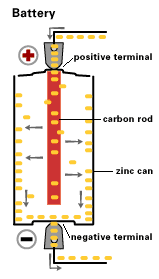 Battery
+
positive terminal
carbon rod
zinc can
−
negative terminal